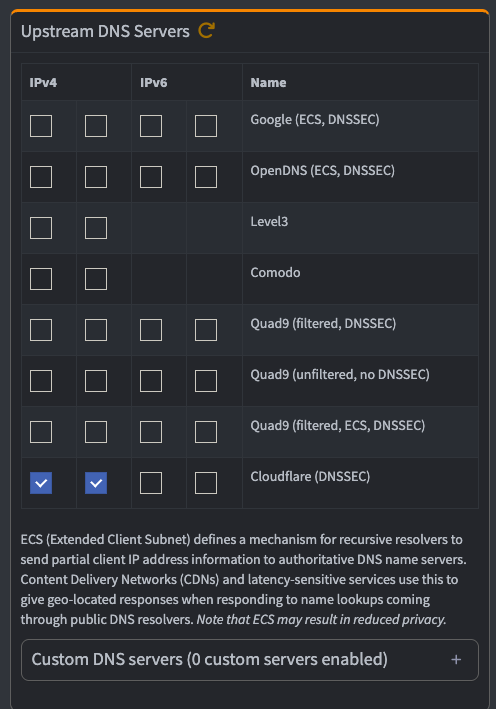 Upstream DNS Servers
IPv4 IPv6 Name
Google (ECS, DNSSEC)
OpenDNS (ECS, DNSSEC)
Level3
Comodo
Quad9 (filtered, DNSSEC)
Quad9 (unfiltered, no DNSSEC)
Quad9 (filtered, ECS, DNSSEC)
Cloudflare (DNSSEC)
ECS (Extended Client Subnet) defines a mechanism for recursive resolvers to
send partial client IP address information to authoritative DNS name servers.
Content Delivery Networks (CDNs) and latency-sensitive services use this to
give geo-located responses when responding to name lookups coming
through public DNS resolvers. Note that ECS may result in reduced privacy.
Custom DNS servers (0 custom servers enabled) +